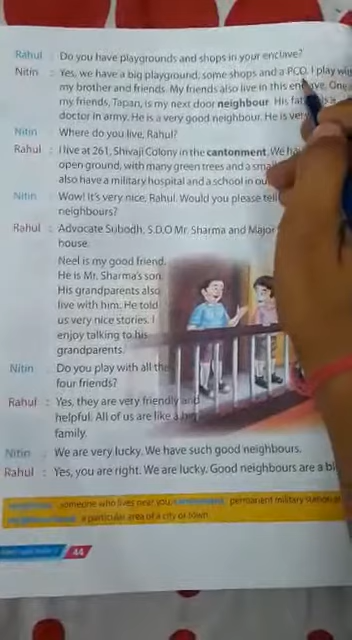 Rahul : Do you have playgrounds and shops in your enclave?
Nitin : Yes, we have a big playground, some shops and a PCO. I play with
my brother and friends. My friends also live in this enclave. One
my friends, Tapan, is my next door neighbour. His
doctor in army. He is a very good neighbour. He is very
Nitin : Where do you live, Rahul?
Rahul : I live at 261, Shivaji Colony in the cantonment. We
open ground, with many green trees and a
also have a military hospital and a school in
Nitin : Wow! It's very nice, Rahul. Would you please tell
neighbours?
Rahul : Advocate Subodh, S.D.O Mr. Sharma and Major
house.
Neel is my good friend.
He is Mr. Sharma's son.
His grandparents also
live with him. He told
us very nice stories. I
enjoy talking to his
grandparents.
Nitin : Do you play with all the
four friends?
Rahul : Yes, they are very friendly and
helpful. All of us are like a big
family.
Nitin : We are very lucky. We have such good neighbours.
Rahul : Yes, you are right. We are lucky. Good neighbours are a
someone who lives near you, permanent military station
a particular area of a city or town
44